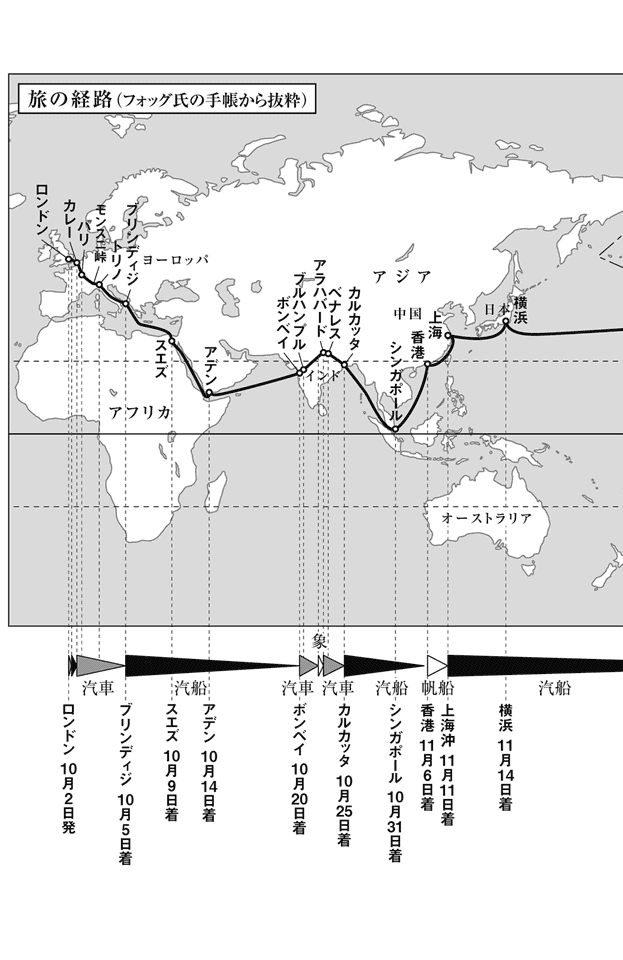 旅の経路（フォッグ氏の手帳から抜粋）
ロンドン
カレー
パリ
モンスニ峠
トリノ
ブリンディジ
ヨーロッパ
スエズ
アデン
アフリカ
ボンベイ
ブルハンプル
アラハバード
ベナレス
カルカッタ
インド
アジア
シンガポール
中国
香港
上海
日本
横浜
オーストラリア
象
汽車
汽船
汽車
汽車
汽船
帆船
汽船
ロンドン 10月2日発
ブリンディジ 10月5日着
スエズ 10月9日着
アデン 10月14日着
ボンベイ 10月20日着
カルカッタ 10月25日着
シンガポール 10月31日着
香港 11月6日着
上海沖 11月11日着
横浜 11月14日着